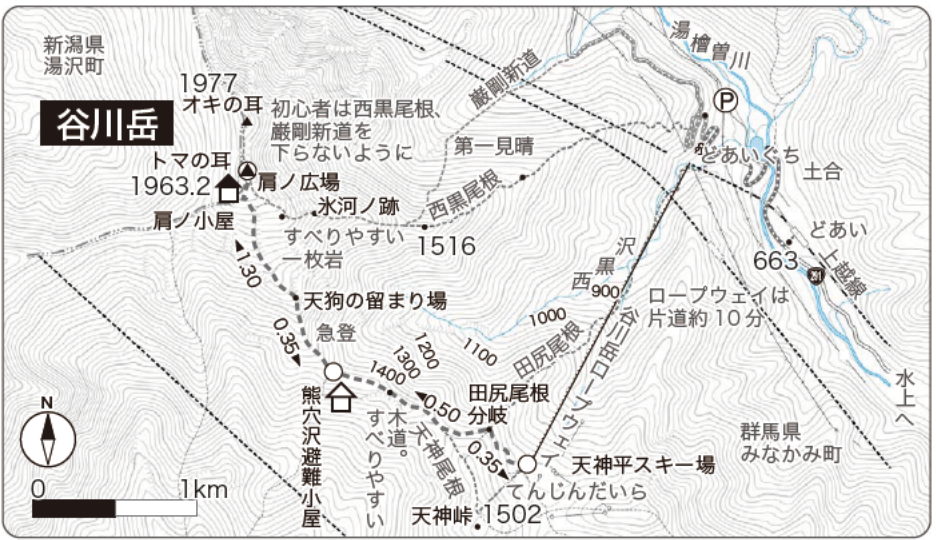 新潟県
湯沢町
谷川岳
1977
オキの耳
初心者は西黒尾根、
巌剛新道を
下らないように
トマの耳
1963.2
肩ノ広場
肩ノ小屋
氷河ノ跡
すべりやすい
一枚岩
1516
西黒尾根
第一見晴
巌剛新道
湯檜曽川
P
どあいぐち
土合
どあい
663
上越線
水上へ
西黒沢
900
1000
1100
1200
1300
1400
ロープウェイは
片道約10分
谷川岳ロープウェイ
田尻尾根
1.30
0.35
天狗の留まり場
急登
熊穴沢避難小屋
木道。
すべりやすい
天神尾根
0.50
0.35
田尻尾根
分岐
天神平スキー場
てんじんだいら
天神峠
1502
群馬県
みなかみ町
N
0
1km